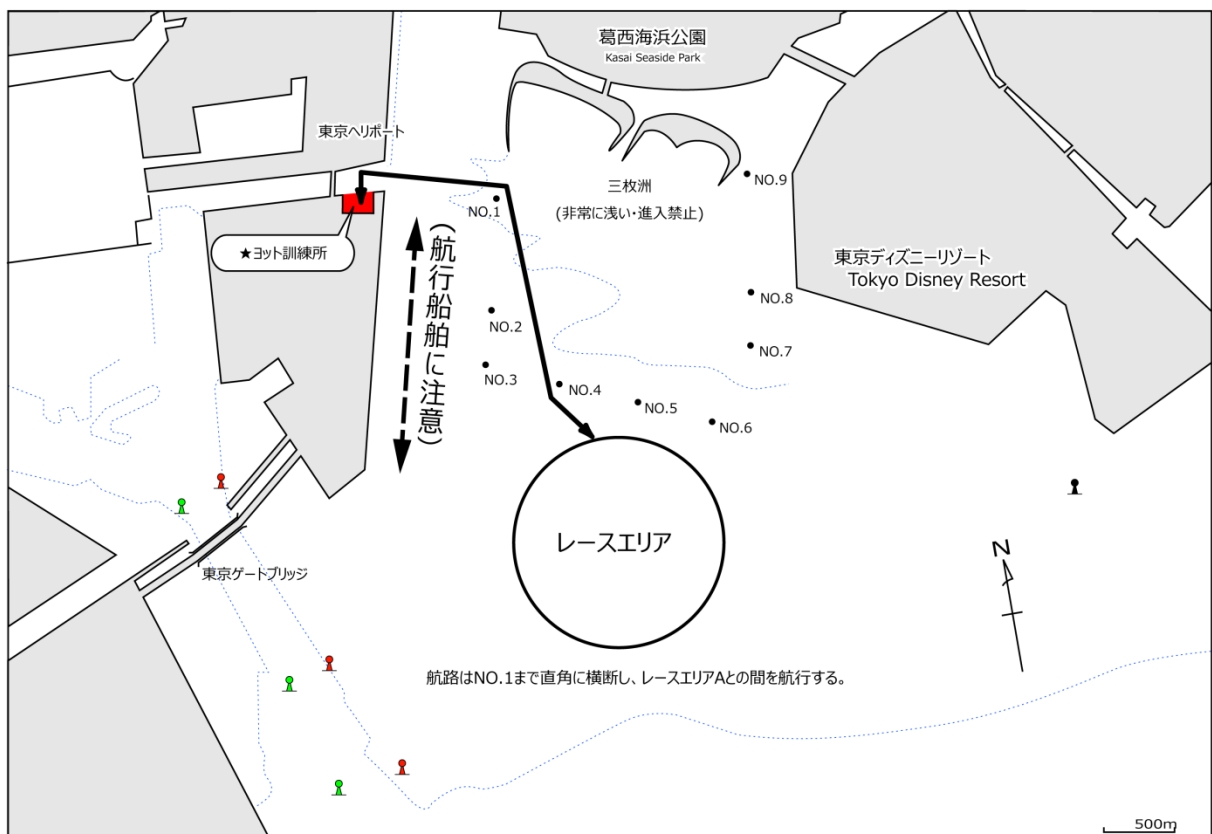 葛西海浜公園
Kasai Seaside Park
東京ヘリポート
NO.9
三枚洲
NO.1
(非常に浅い・進入禁止)
★ヨット訓練所
(航行船舶に注意)
東京ディズニーリゾート
Tokyo Disney Resort
NO.8
NO.2
NO.7
NO.3
NO.4
NO.5
NO.6
レースエリア
N
東京ゲートブリッジ
航路はNO.1まで直角に横断し、レースエリアAとの間を航行する。
500m